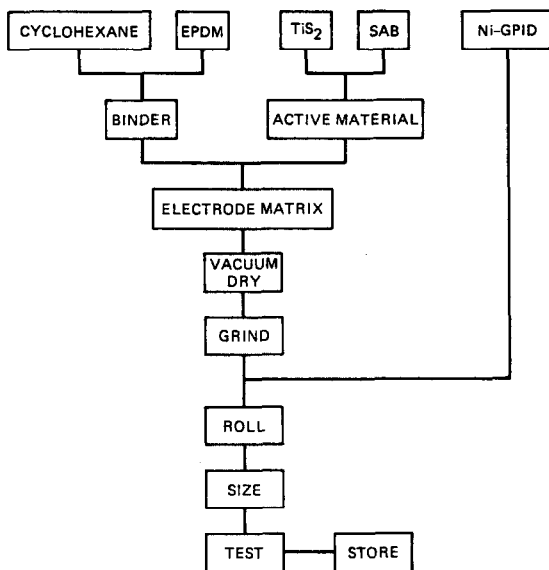 CYCLOHEXANE
EPDM
TiS2
SAB
Ni-GPID
BINDER
ACTIVE MATERIAL
ELECTRODE MATRIX
VACUUM
DRY
GRIND
ROLL
SIZE
TEST
STORE